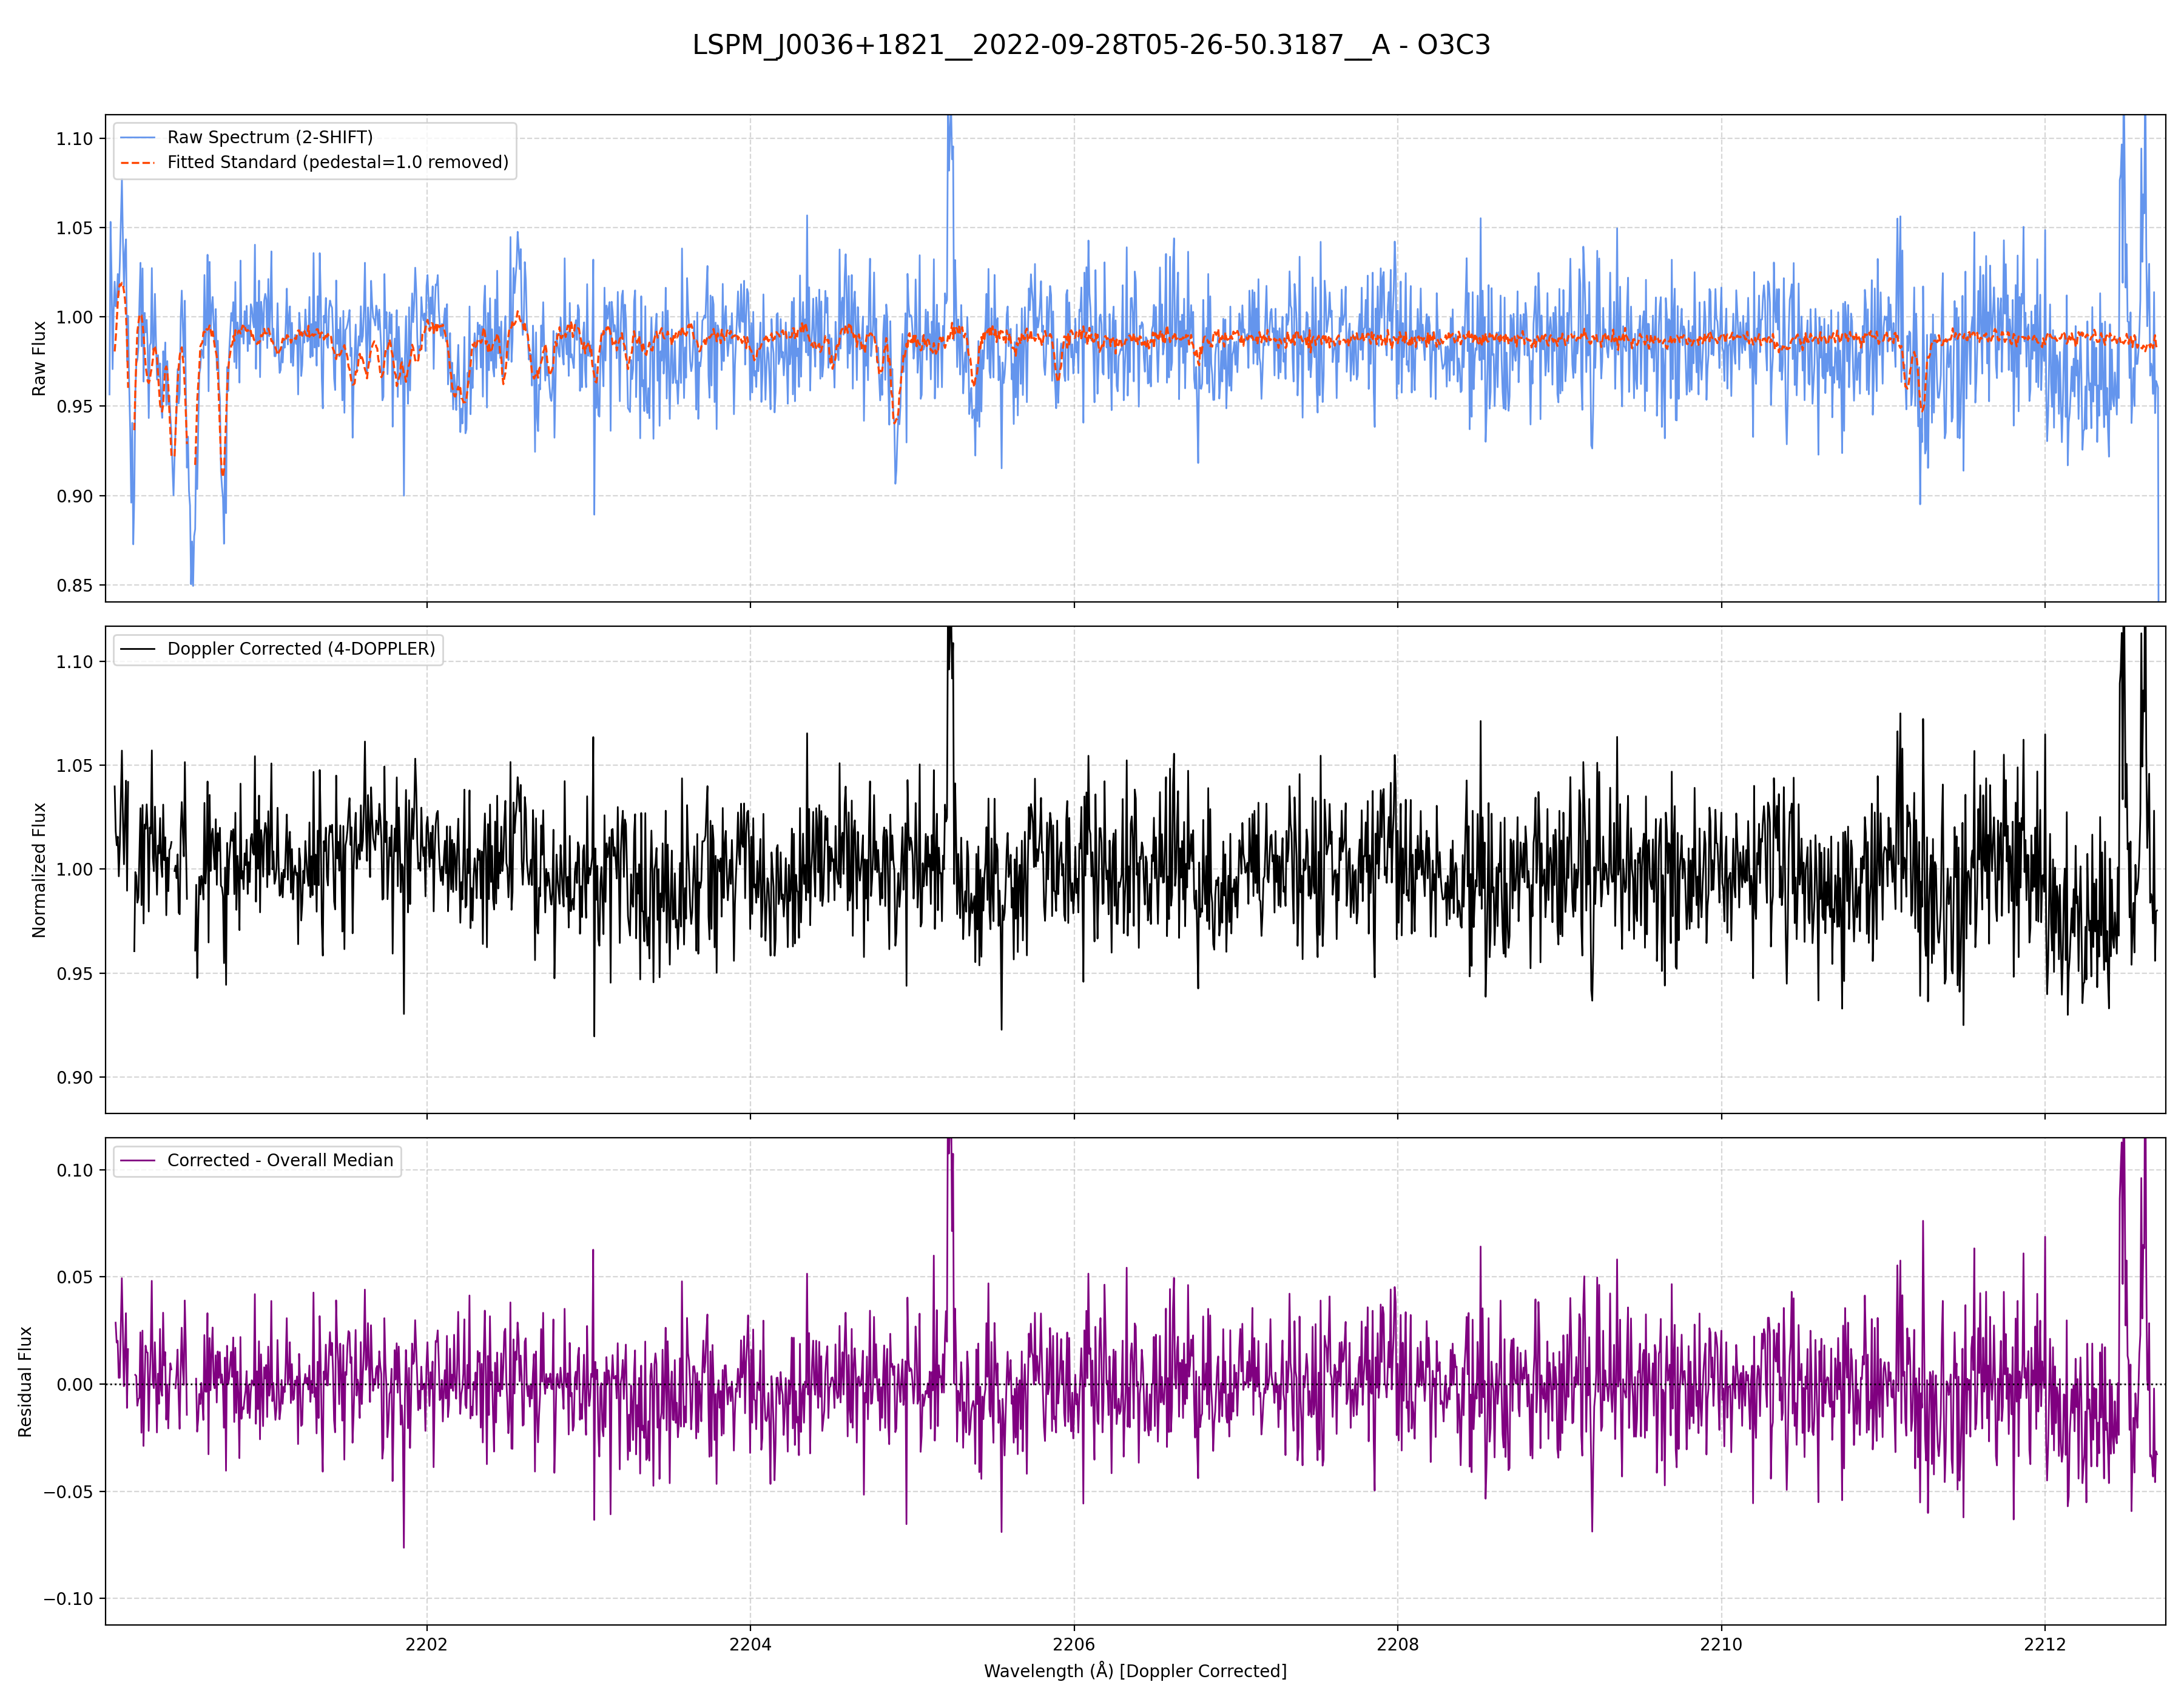 LSPM_J0036+1821__2022-09-28T05-26-50.3187__A - O3C3
Raw Spectrum (2-SHIFT)
Fitted Standard (pedestal=1.0 removed)
Raw Flux
1.10
1.05
1.00
0.95
0.90
0.85
Doppler Corrected (4-DOPPLER)
Normalized Flux
1.10
1.05
1.00
0.95
0.90
Corrected - Overall Median
Residual Flux
0.10
0.05
0.00
−0.05
−0.10
2202 2204 2206 2208 2210 2212
Wavelength (Å) [Doppler Corrected]